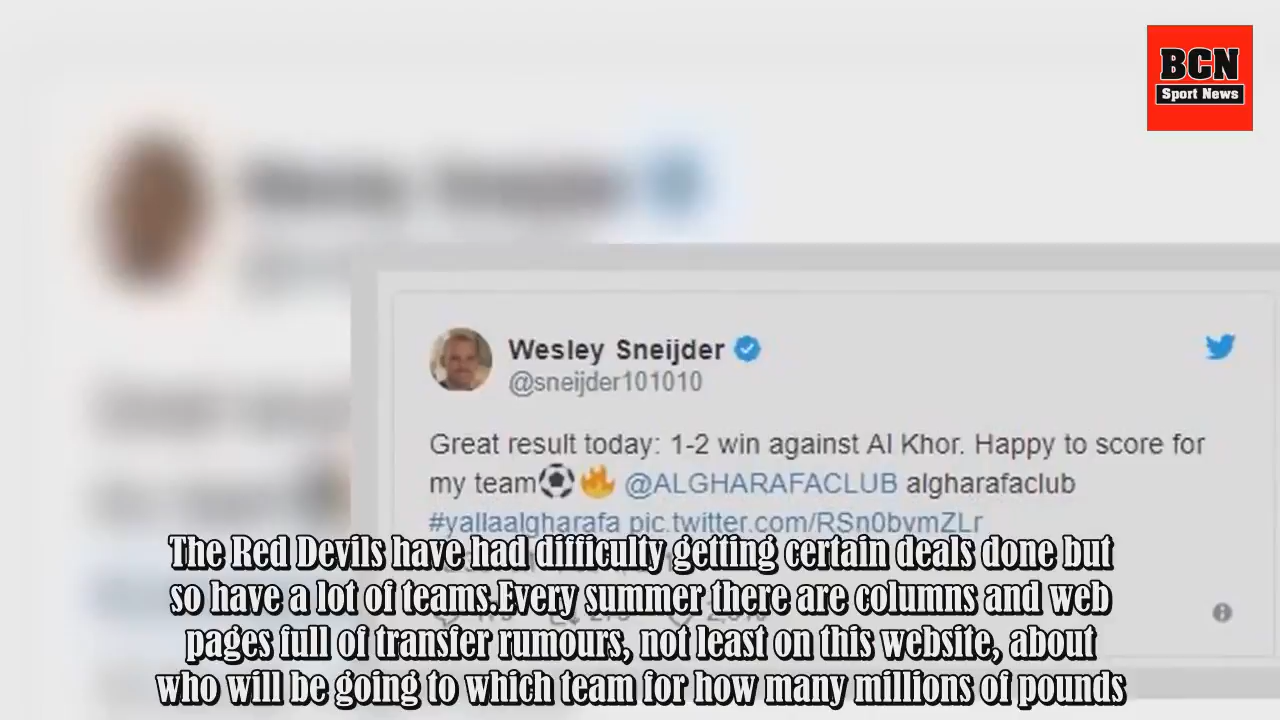 BCN
Sport News
Wesley Sneijder
@sneijder101010
Great result today: 1-2 win against Al Khor. Happy to score for
my team⚽🔥 @ALGHARAFACLUB algharafaclub
#yallaalgharafa pic.twitter.com/RSn0bvmZLr
The Red Devils have had difficulty getting certain deals done but
so have a lot of teams.Every summer there are columns and web
pages full of transfer rumours, not least on this website, about
who will be going to which team for how many millions of pounds